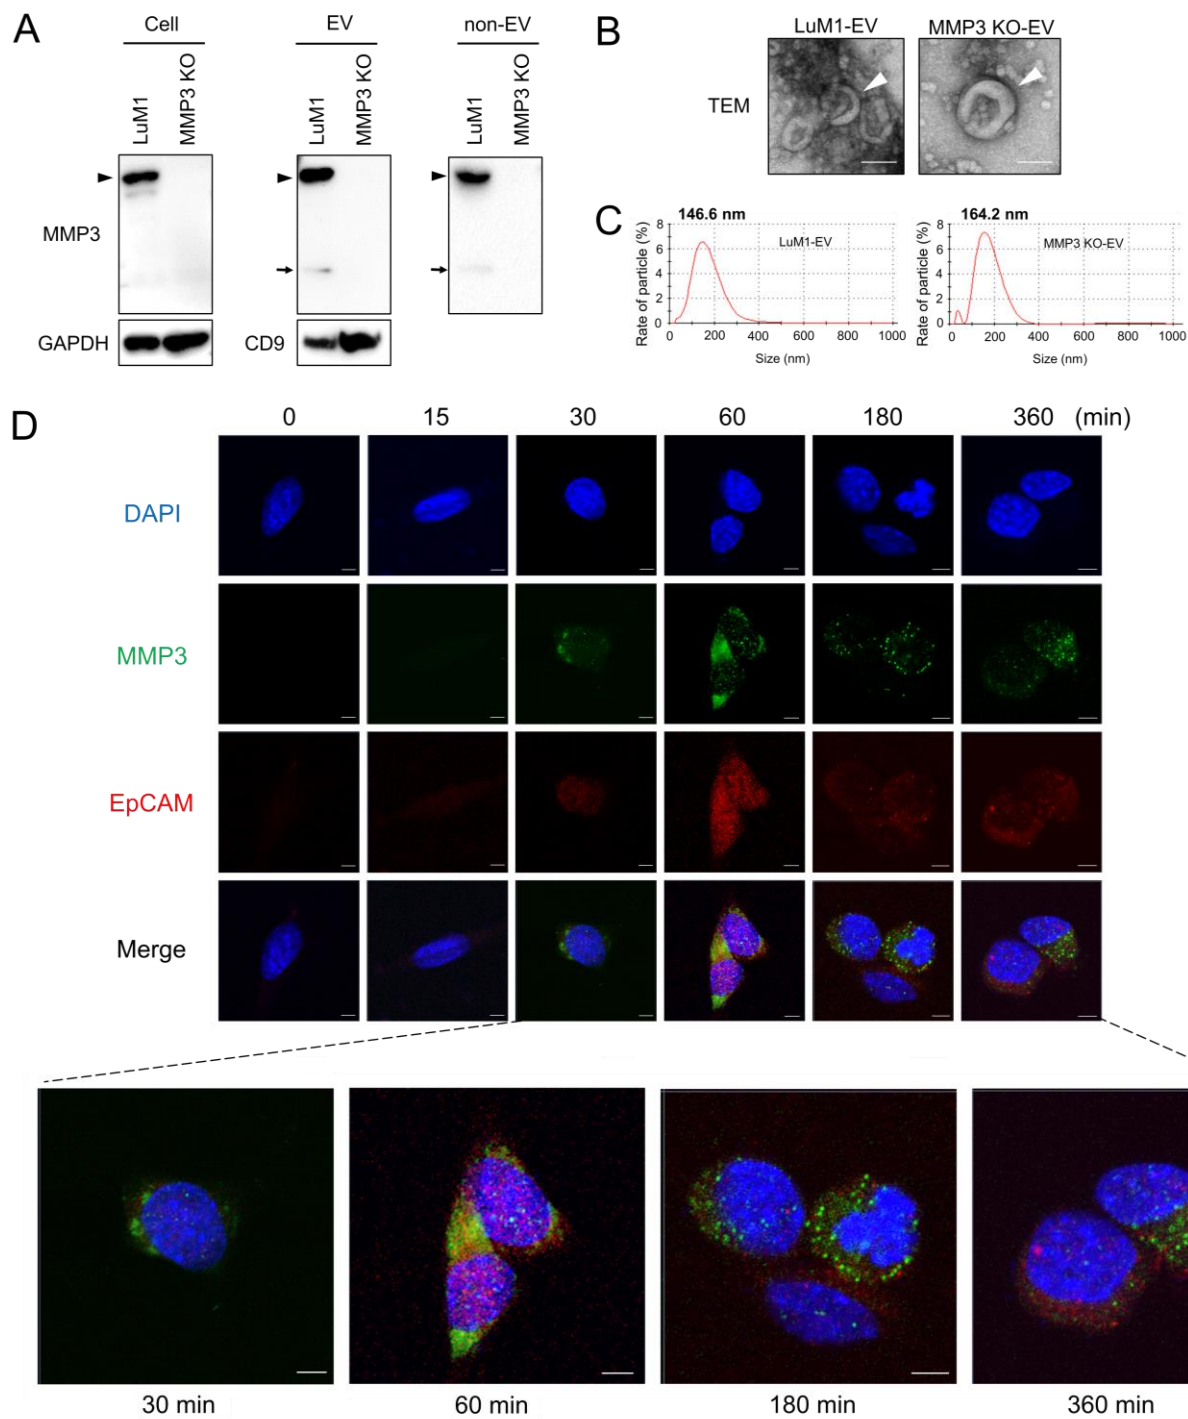 A
Cell
EV
non-EV
LuM1
MMP3 KO
LuM1
MMP3 KO
LuM1
MMP3 KO
MMP3
GAPDH
CD9
B
LuM1-EV
MMP3 KO-EV
TEM
C
146.6 nm
LuM1-EV
Rate of particle (%)
8
6
4
2
0
0
200
400
600
800
1000
Size (nm)
164.2 nm
MMP3 KO-EV
Rate of particle (%)
8
6
4
2
0
0
200
400
600
800
1000
Size (nm)
D
0
15
30
60
180
360 (min)
DAPI
MMP3
EpCAM
Merge
30 min
60 min
180 min
360 min